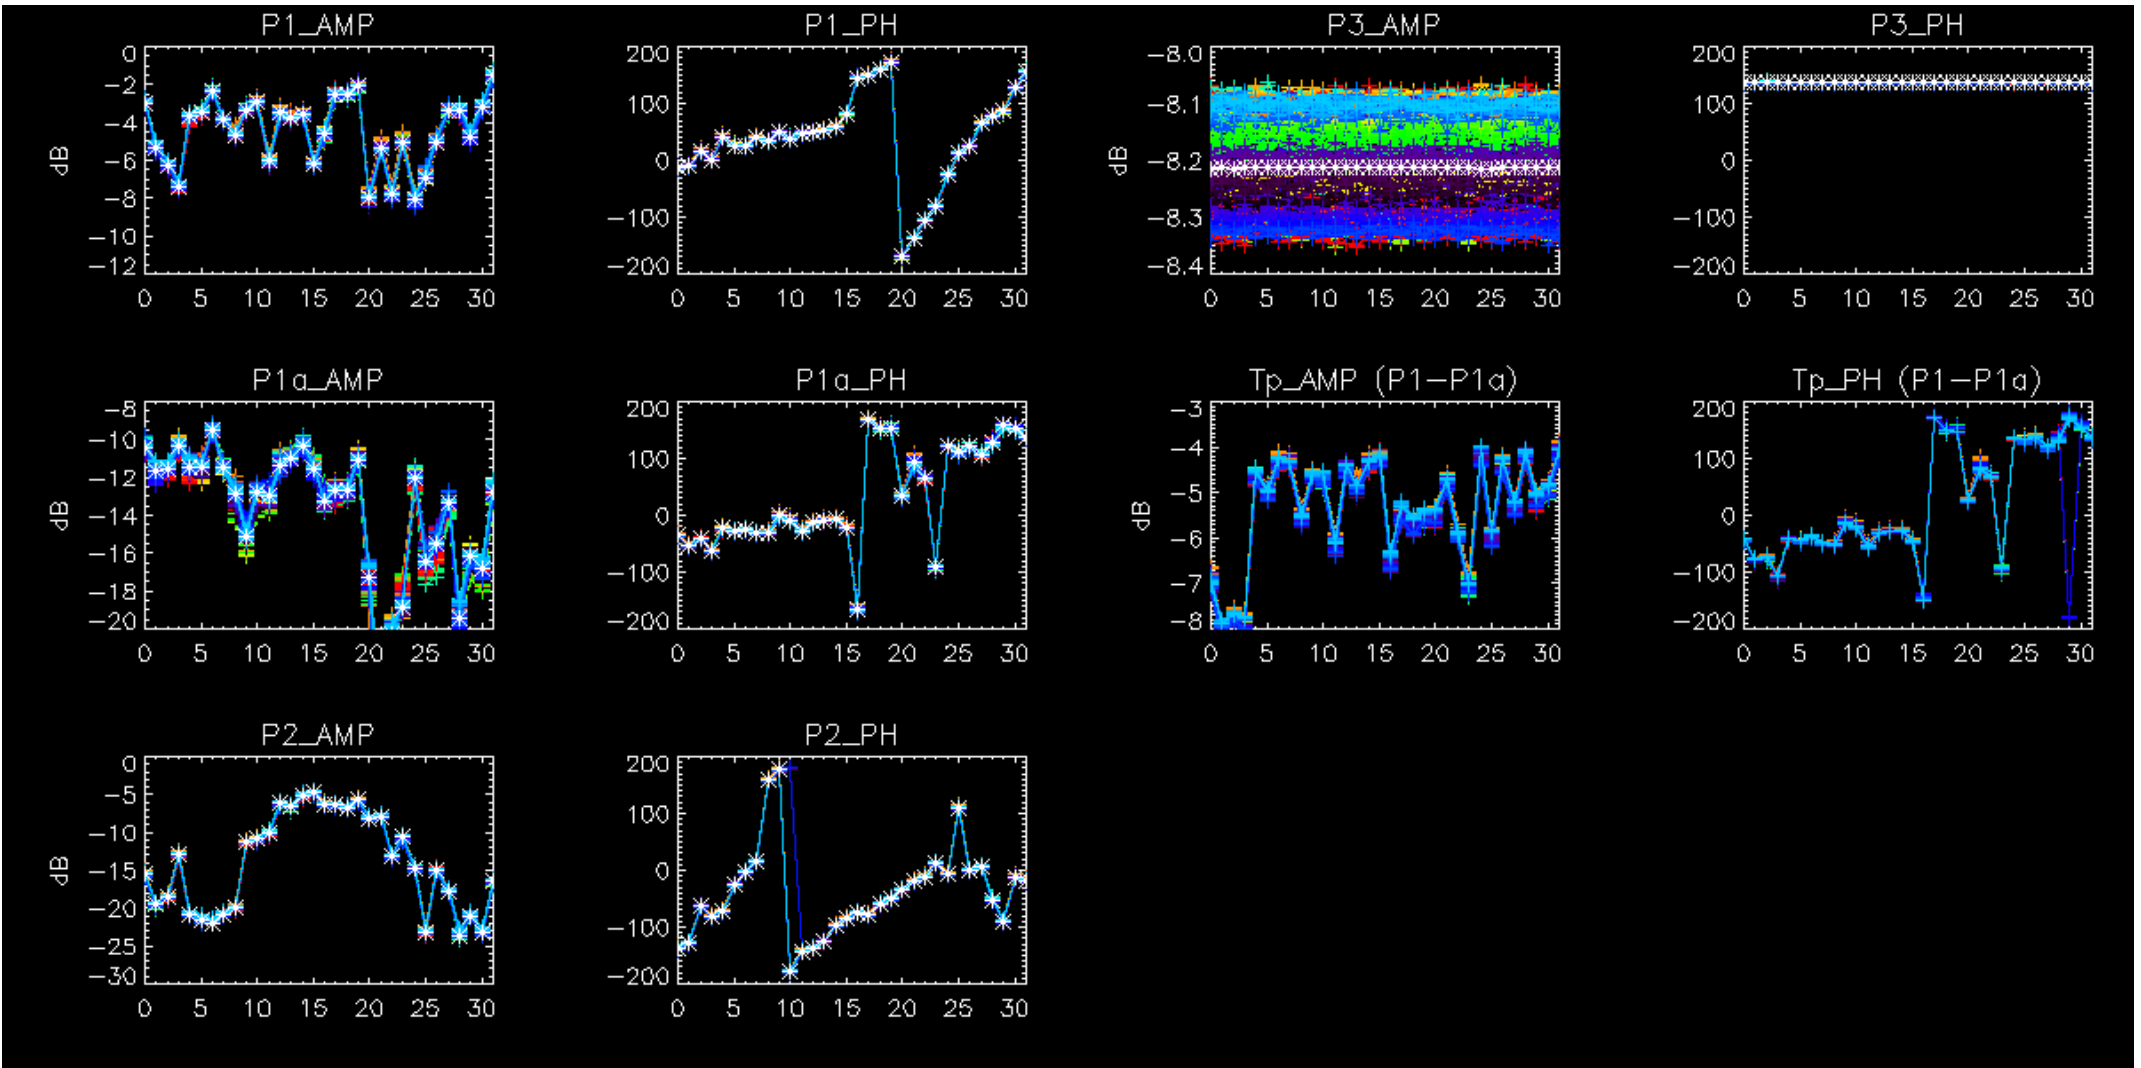 P1_AMP
P1_PH
P3_AMP
P3_PH
dB
0
−2
−4
−6
−8
−10
−12
0 5 10 15 20 25 30
200
100
0
−100
−200
0 5 10 15 20 25 30
dB
−8.0
−8.1
−8.2
−8.3
−8.4
0 5 10 15 20 25 30
200
100
0
−100
−200
0 5 10 15 20 25 30
P1a_AMP
P1a_PH
Tp_AMP (P1−P1a)
Tp_PH (P1−P1a)
dB
−8
−10
−12
−14
−16
−18
−20
0 5 10 15 20 25 30
200
100
0
−100
−200
0 5 10 15 20 25 30
dB
−3
−4
−5
−6
−7
−8
0 5 10 15 20 25 30
200
100
0
−100
−200
0 5 10 15 20 25 30
P2_AMP
P2_PH
dB
0
−5
−10
−15
−20
−25
−30
0 5 10 15 20 25 30
200
100
0
−100
−200
0 5 10 15 20 25 30